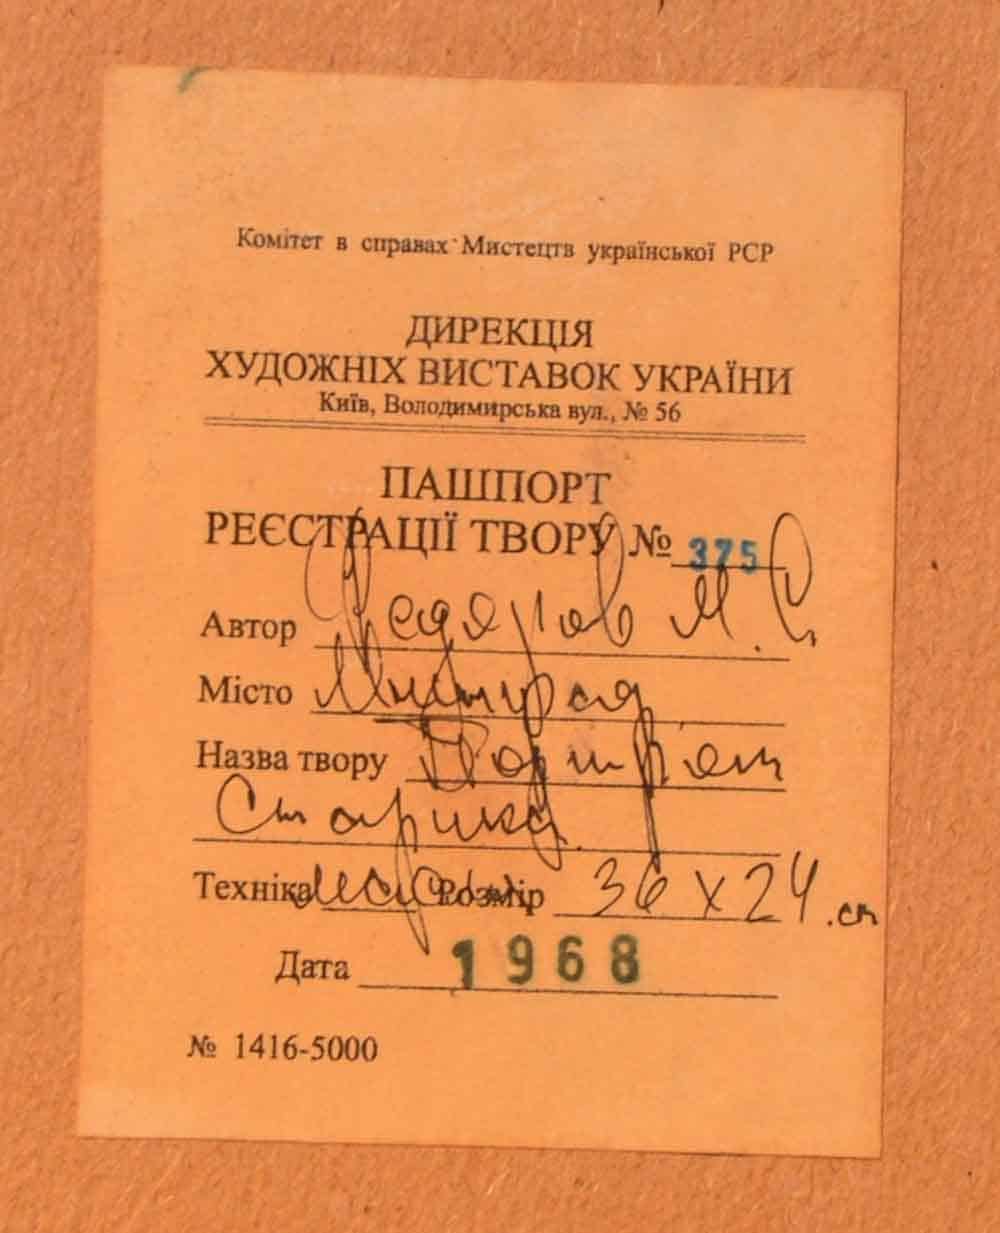 Комітет в справах Мистецтв української РСР
ДИРЕКЦІЯ
ХУДОЖНІХ ВИСТАВОК УКРАЇНИ
Київ, Володимирська вул., № 56
ПАШПОРТ
РЕЄСТРАЦІЇ ТВОРУ № 375
Автор М. С
Місто
Назва твору Портрет
Старика
Техніка Розмір 36 х 24 .см
Дата 1968
№ 1416-5000